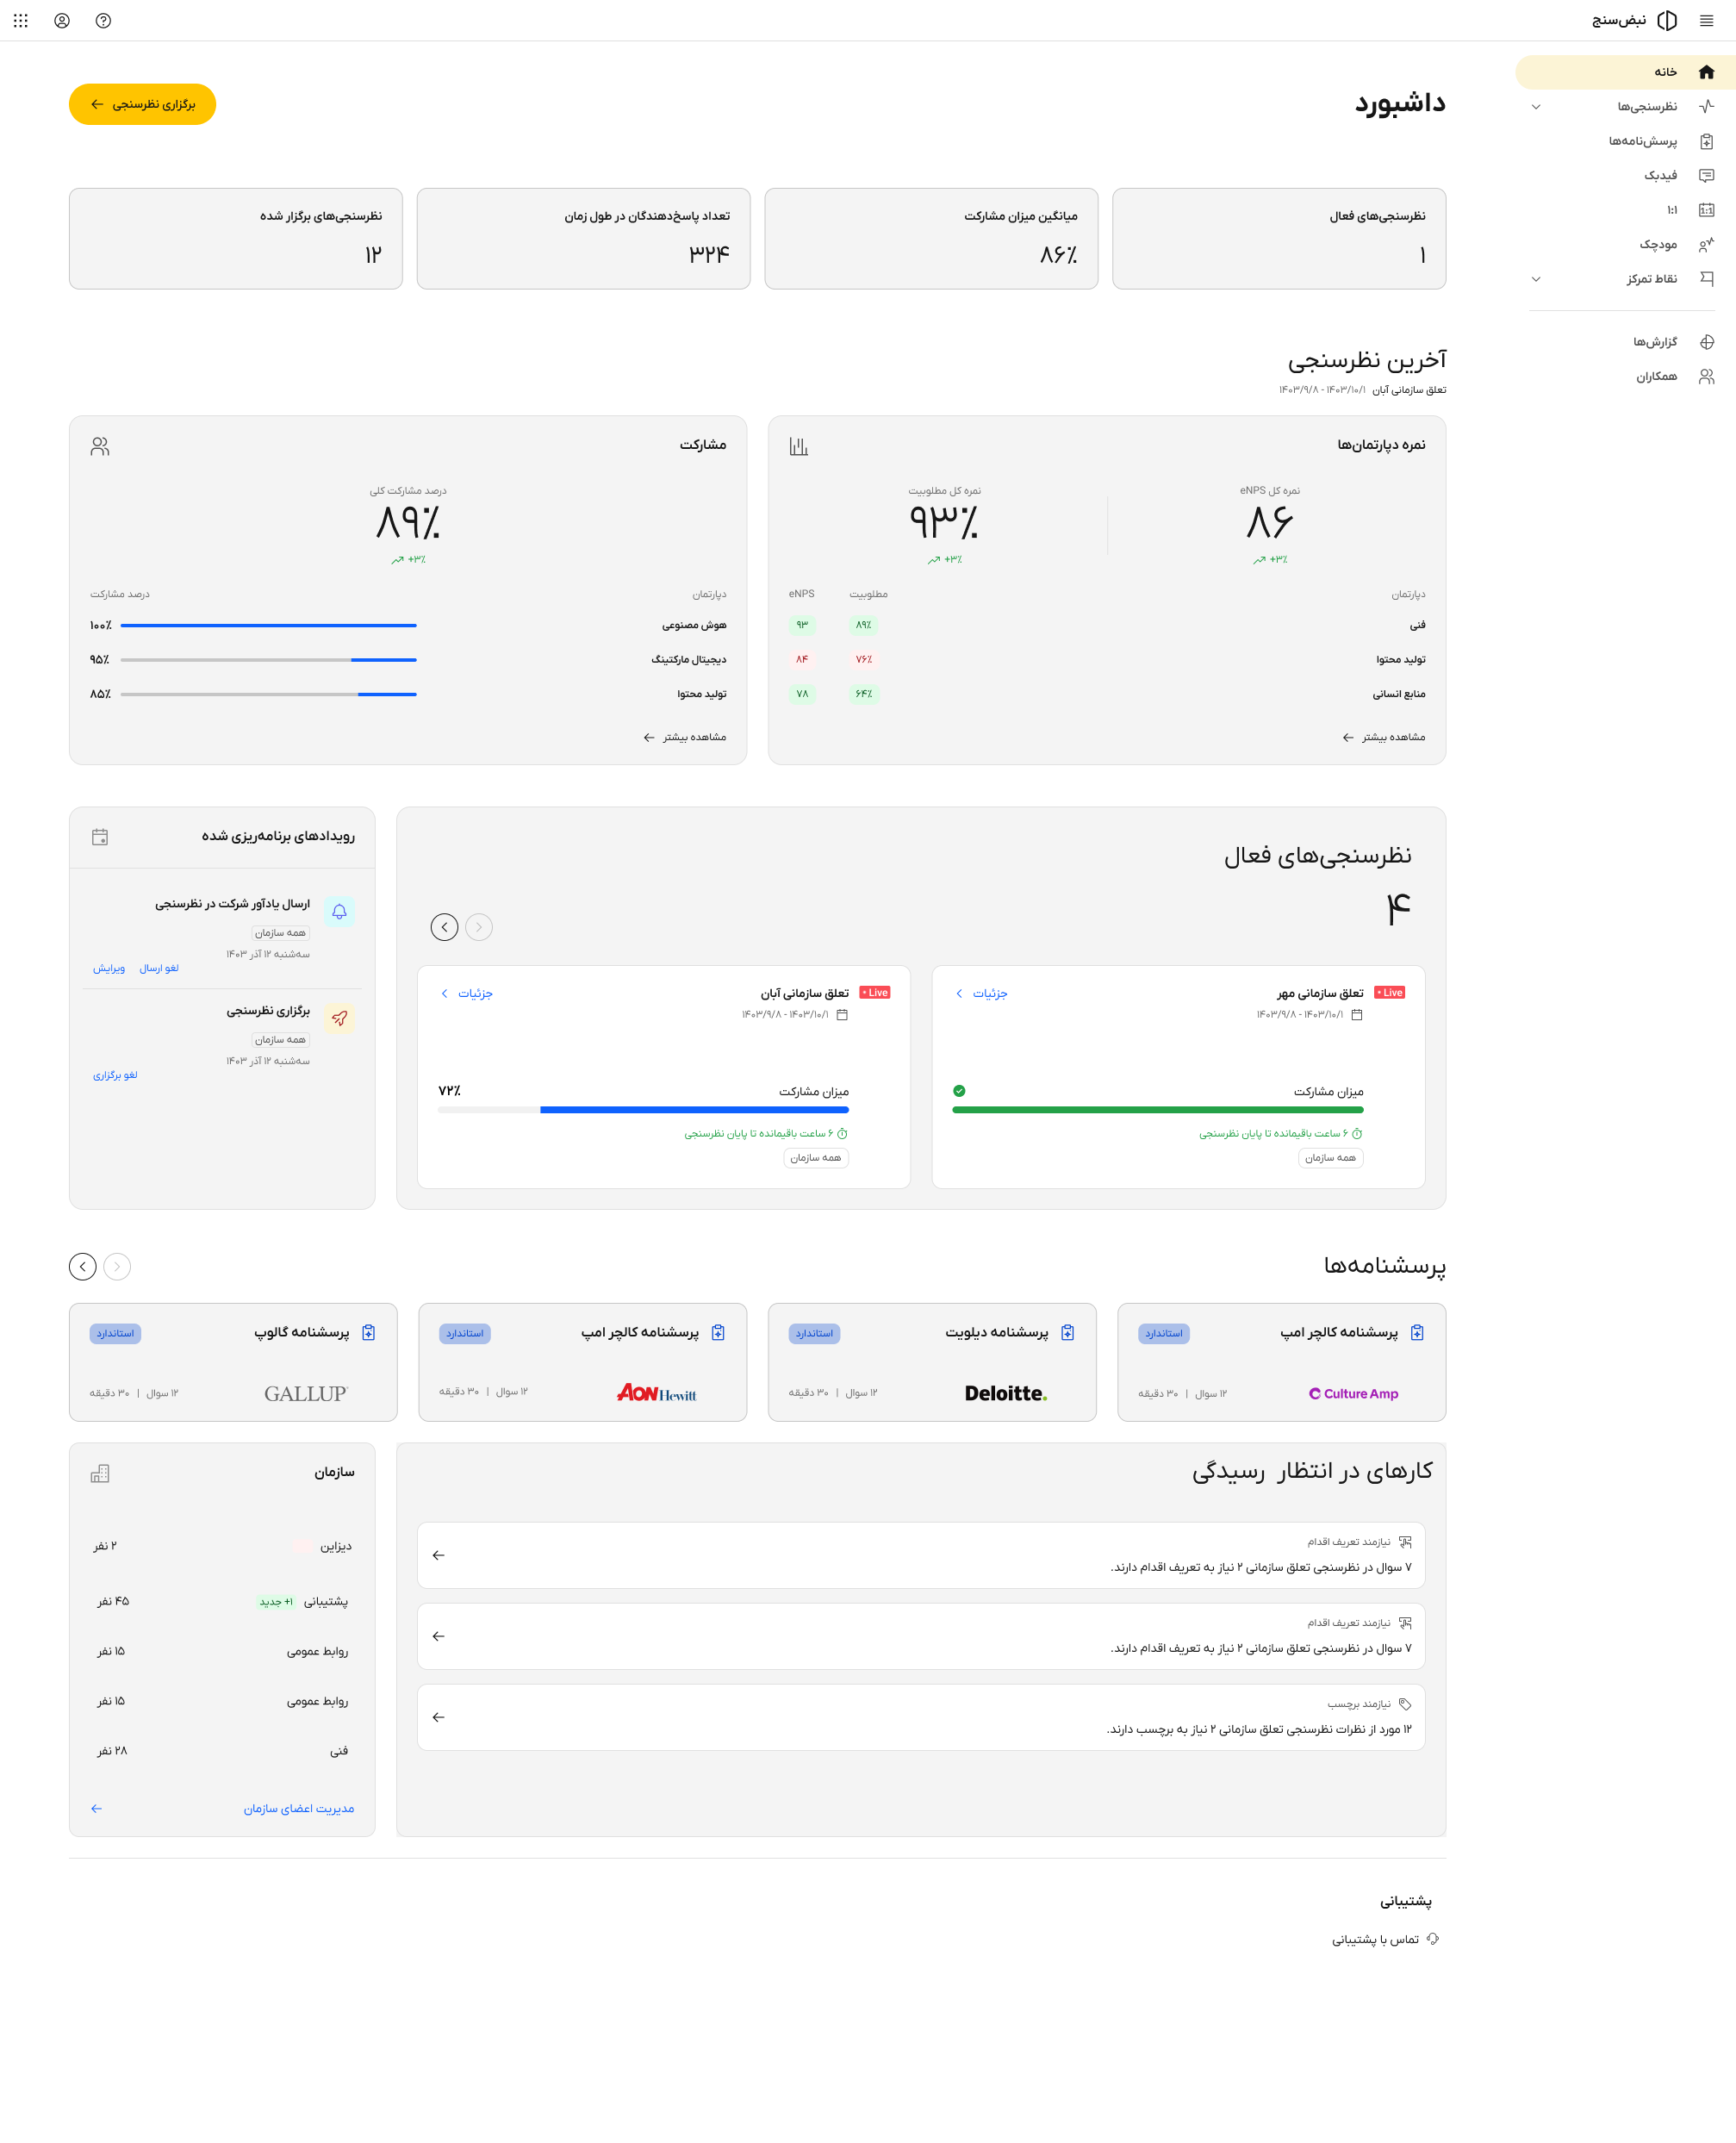 نبض‌سنج
خانه
نظرسنجی‌ها
پرسش‌نامه‌ها
فیدبک
۱:۱
مودچک
نقاط تمرکز
گزارش‌ها
همکاران
داشبورد
برگزاری نظرسنجی
نظرسنجی‌های فعال
۱
میانگین میزان مشارکت
۸۶٪
تعداد پاسخ‌دهندگان در طول زمان
۳۲۴
نظرسنجی‌های برگزار شده
۱۲
آخرین نظرسنجی
تعلق سازمانی آبان ۱۴۰۳/۱۰/۱ - ۱۴۰۳/۹/۸
نمره دپارتمان‌ها
نمره کل eNPS
۸۶
+۳٪
نمره کل مطلوبیت
۹۳٪
+۳٪
دپارتمان مطلوبیت eNPS
فنی ۸۹٪ ۹۳
تولید محتوا ۷۶٪ ۸۴
منابع انسانی ۶۴٪ ۷۸
مشاهده بیشتر
مشارکت
درصد مشارکت کلی
۸۹٪
+۳٪
دپارتمان درصد مشارکت
هوش مصنوعی ۱۰۰٪
دیجیتال مارکتینگ ۹۵٪
تولید محتوا ۸۵٪
مشاهده بیشتر
نظرسنجی‌های فعال
۴
Live
تعلق سازمانی مهر
جزئیات
۱۴۰۳/۱۰/۱ - ۱۴۰۳/۹/۸
میزان مشارکت
۶ ساعت باقیمانده تا پایان نظرسنجی
همه سازمان
Live
تعلق سازمانی آبان
جزئیات
۱۴۰۳/۱۰/۱ - ۱۴۰۳/۹/۸
میزان مشارکت ۷۲٪
۶ ساعت باقیمانده تا پایان نظرسنجی
همه سازمان
رویدادهای برنامه‌ریزی شده
ارسال یادآور شرکت در نظرسنجی
همه سازمان
سه‌شنبه ۱۲ آذر ۱۴۰۳
لغو ارسال ویرایش
برگزاری نظرسنجی
همه سازمان
سه‌شنبه ۱۲ آذر ۱۴۰۳
لغو برگزاری
پرسشنامه‌ها
پرسشنامه کالچر امپ
استاندارد
Culture Amp
۱۲ سوال | ۳۰ دقیقه
پرسشنامه دیلویت
استاندارد
Deloitte.
۱۲ سوال | ۳۰ دقیقه
پرسشنامه کالچر امپ
استاندارد
AON Hewitt
۱۲ سوال | ۳۰ دقیقه
پرسشنامه گالوپ
استاندارد
GALLUP
۱۲ سوال | ۳۰ دقیقه
کارهای در انتظار رسیدگی
نیازمند تعریف اقدام
۷ سوال در نظرسنجی تعلق سازمانی ۲ نیاز به تعریف اقدام دارند.
نیازمند تعریف اقدام
۷ سوال در نظرسنجی تعلق سازمانی ۲ نیاز به تعریف اقدام دارند.
نیازمند برچسب
۱۲ مورد از نظرات نظرسنجی تعلق سازمانی ۲ نیاز به برچسب دارند.
سازمان
دیزاین ۲ نفر
پشتیبانی ۱+ جدید ۴۵ نفر
روابط عمومی ۱۵ نفر
روابط عمومی ۱۵ نفر
فنی ۲۸ نفر
مدیریت اعضای سازمان
پشتیبانی
تماس با پشتیبانی